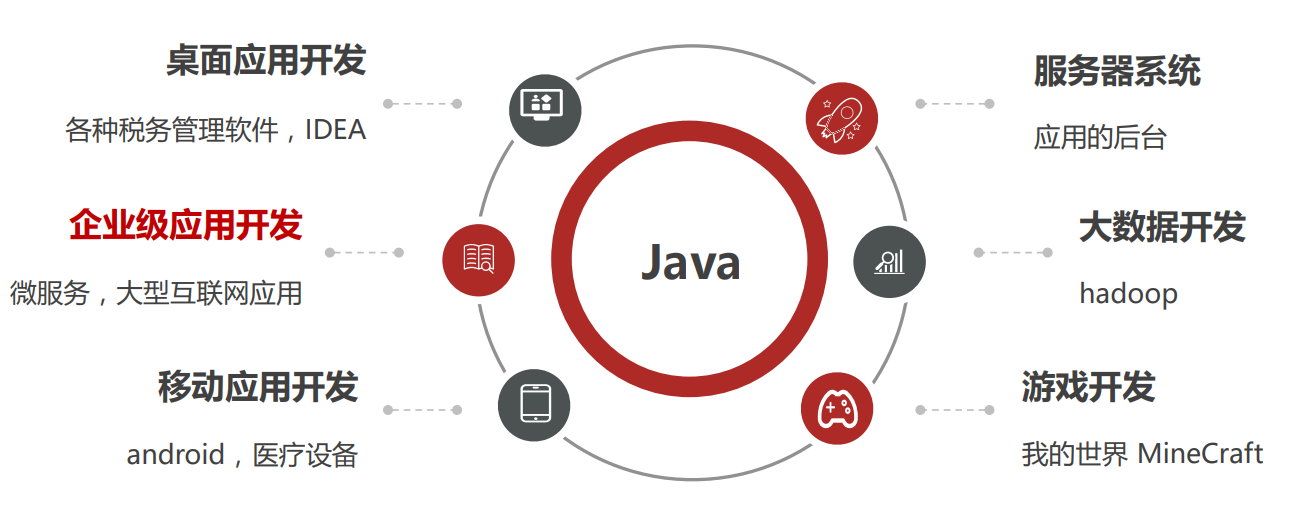 桌面应用开发
各种税务管理软件，IDEA
企业级应用开发
微服务，大型互联网应用
移动应用开发
android，医疗设备
Java
服务器系统
应用的后台
大数据开发
hadoop
游戏开发
我的世界 MineCraft